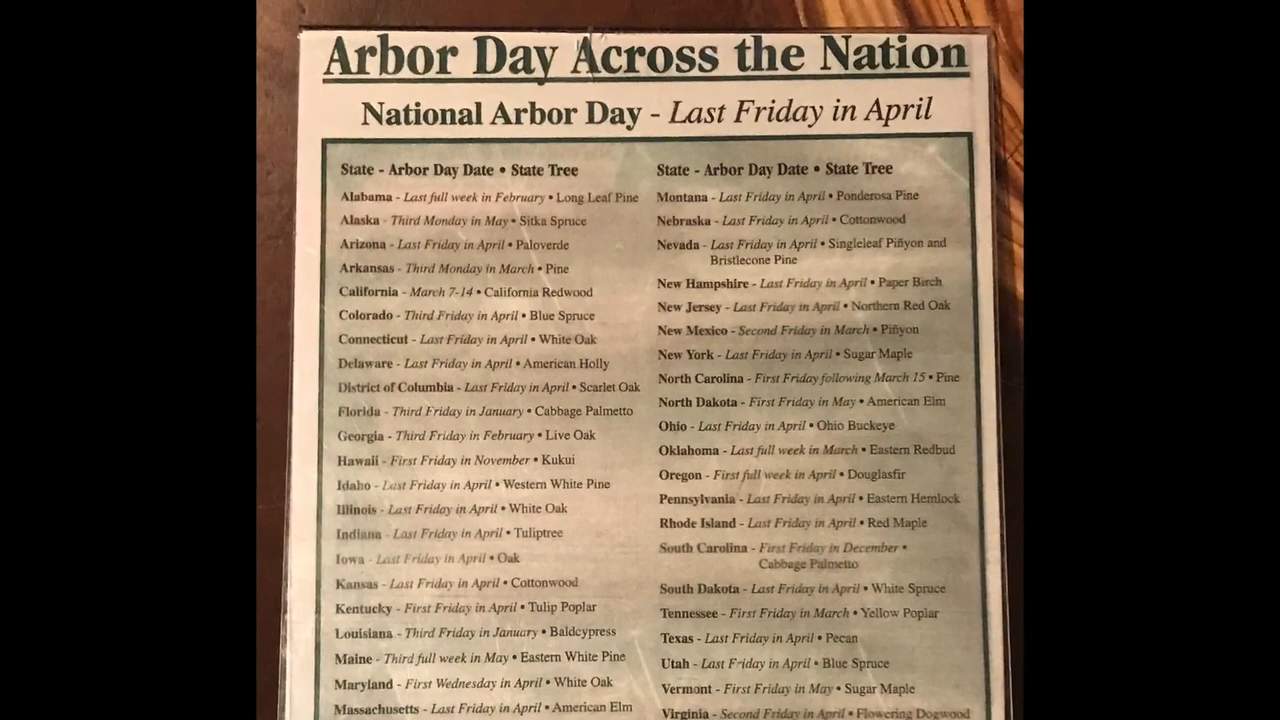 Arbor Day Across the Nation
National Arbor Day - Last Friday in April
State - Arbor Day Date • State Tree
Alabama - Last full week in February • Long Leaf Pine
Alaska - Third Monday in May • Sitka Spruce
Arizona - Last Friday in April • Paloverde
Arkansas - Third Monday in March • Pine
California - March 7-14 • California Redwood
Colorado - Third Friday in April • Blue Spruce
Connecticut - Last Friday in April • White Oak
Delaware - Last Friday in April • American Holly
District of Columbia - Last Friday in April • Scarlet Oak
Florida - Third Friday in January • Cabbage Palmetto
Georgia - Third Friday in February • Live Oak
Hawaii - First Friday in November • Kukui
Idaho - Last Friday in April • Western White Pine
Illinois - Last Friday in April • White Oak
Indiana - Last Friday in April • Tuliptree
Iowa - Last Friday in April • Oak
Kansas - Last Friday in April • Cottonwood
Kentucky - First Friday in April • Tulip Poplar
Louisiana - Third Friday in January • Baldcypress
Maine - Third full week in May • Eastern White Pine
Maryland - First Wednesday in April • White Oak
Massachusetts - Last Friday in April • American Elm
State - Arbor Day Date • State Tree
Montana - Last Friday in April • Ponderosa Pine
Nebraska - Last Friday in April • Cottonwood
Nevada - Last Friday in April • Singleleaf Piñyon and
Bristlecone Pine
New Hampshire - Last Friday in April • Paper Birch
New Jersey - Last Friday in April • Northern Red Oak
New Mexico - Second Friday in March • Piñyon
New York - Last Friday in April • Sugar Maple
North Carolina - First Friday following March 15 • Pine
North Dakota - First Friday in May • American Elm
Ohio - Last Friday in April • Ohio Buckeye
Oklahoma - Last full week in March • Eastern Redbud
Oregon - First full week in April • Douglasfir
Pennsylvania - Last Friday in April • Eastern Hemlock
Rhode Island - Last Friday in April • Red Maple
South Carolina - First Friday in December •
Cabbage Palmetto
South Dakota - Last Friday in April • White Spruce
Tennessee - First Friday in March • Yellow Poplar
Texas - Last Friday in April • Pecan
Utah - Last Friday in April • Blue Spruce
Vermont - First Friday in May • Sugar Maple
Virginia - Second Friday in April • Flowering Dogwood